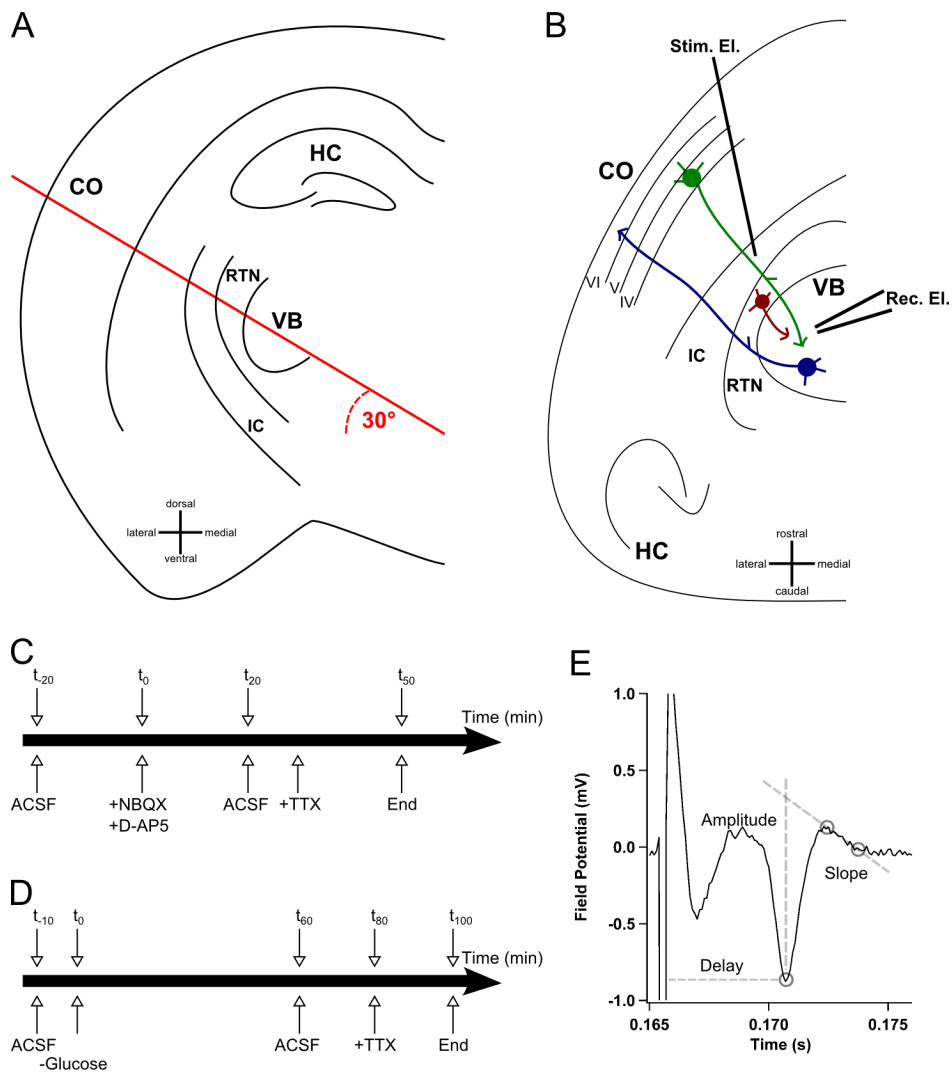 A
CO
HC
RTN
VB
IC
30°
dorsal
lateral medial
ventral
B
Stim. El.
CO
VI V IV
VB
Rec. El.
IC
RTN
HC
rostral
lateral medial
caudal
C
t-20 t0 t20 t50
Time (min)
ACSF +NBQX ACSF +TTX End
+D-AP5
D
t-10 t0 t60 t80 t100
Time (min)
ACSF ACSF +TTX End
-Glucose
E
1.0
0.5
0.0
-0.5
-1.0
Field Potential (mV)
Amplitude
Slope
Delay
0.165 0.170 0.175
Time (s)